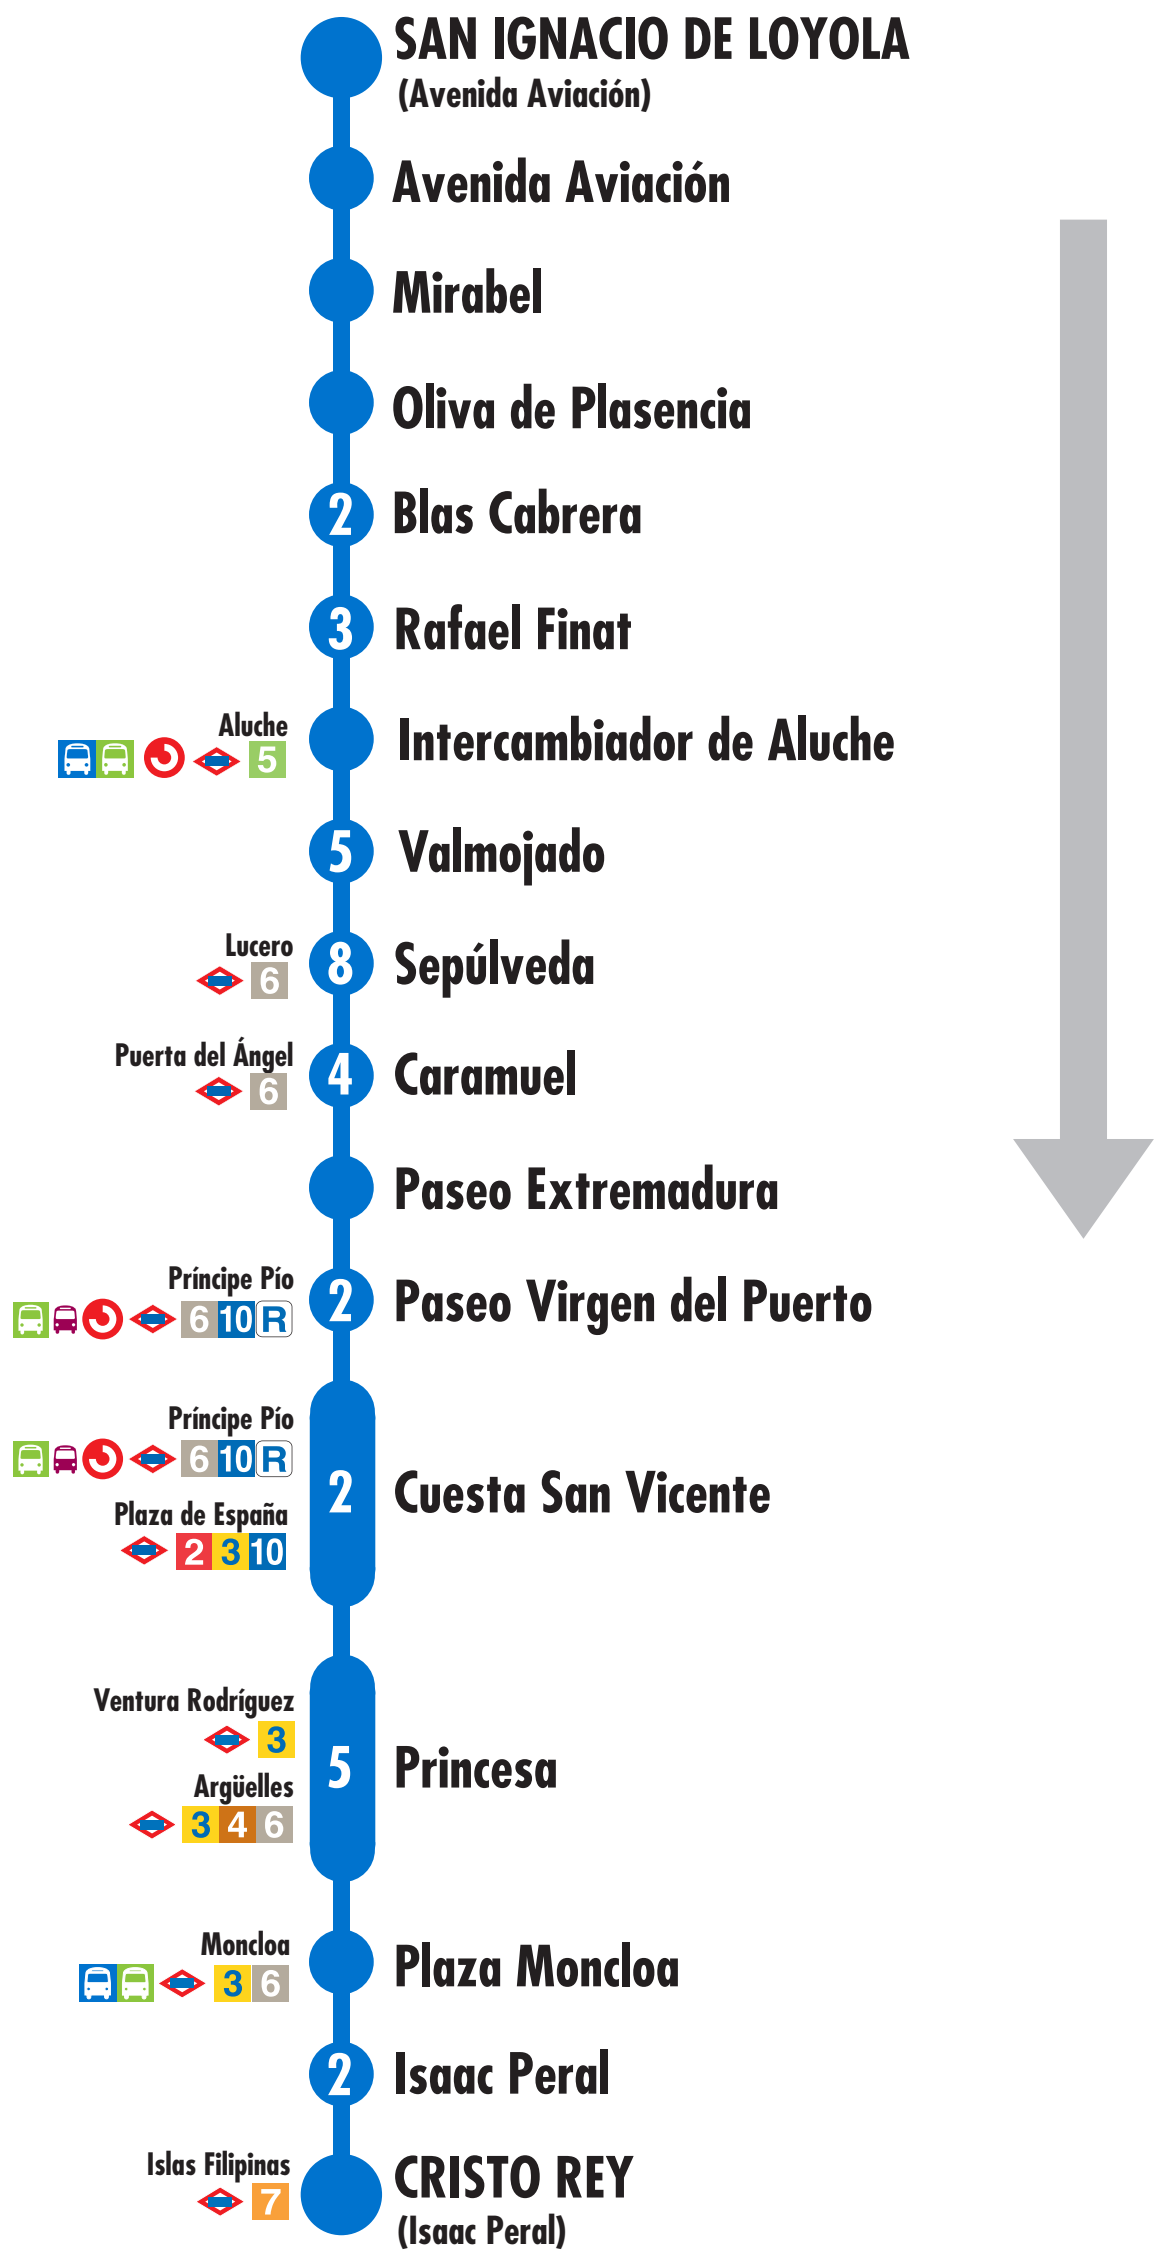 SAN IGNACIO DE LOYOLA
(Avenida Aviación)
Avenida Aviación
Mirabel
Oliva de Plasencia
2 Blas Cabrera
3 Rafael Finat
Aluche
5
Intercambiador de Aluche
5 Valmojado
Lucero
6
8 Sepúlveda
Puerta del Ángel
6
4 Caramuel
Paseo Extremadura
Príncipe Pío
6 10 R
2 Paseo Virgen del Puerto
Príncipe Pío
6 10 R
Plaza de España
2 3 10
2 Cuesta San Vicente
Ventura Rodríguez
3
Argüelles
3 4 6
5 Princesa
Moncloa
3 6
Plaza Moncloa
2 Isaac Peral
Islas Filipinas
7
CRISTO REY
(Isaac Peral)